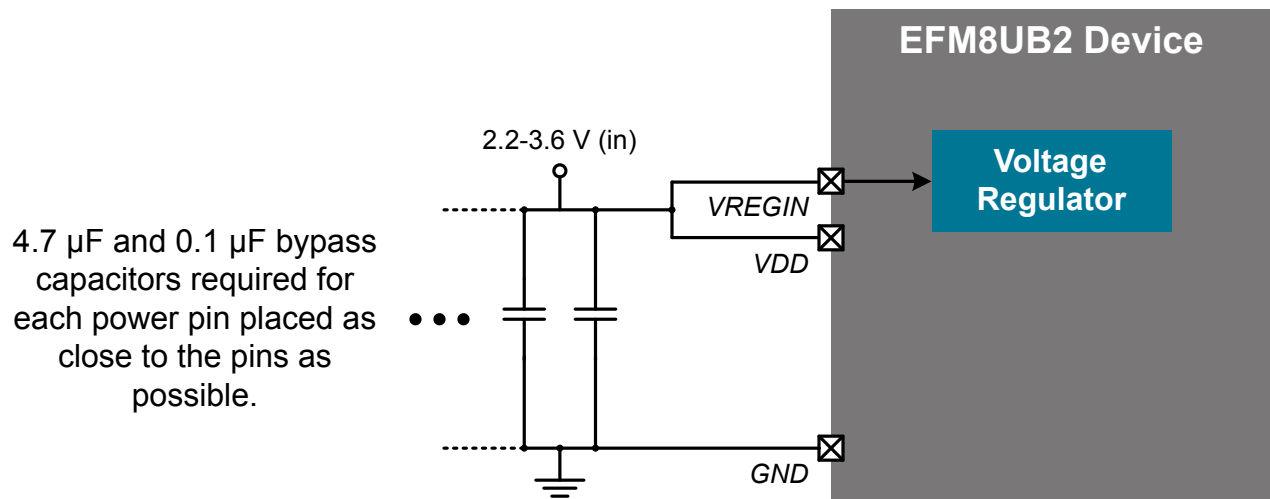 EFM8UB2 Device
2.2-3.6 V (in)
Voltage
Regulator
VREGIN
VDD
4.7 µF and 0.1 µF bypass
capacitors required for
each power pin placed as
close to the pins as
possible.
GND